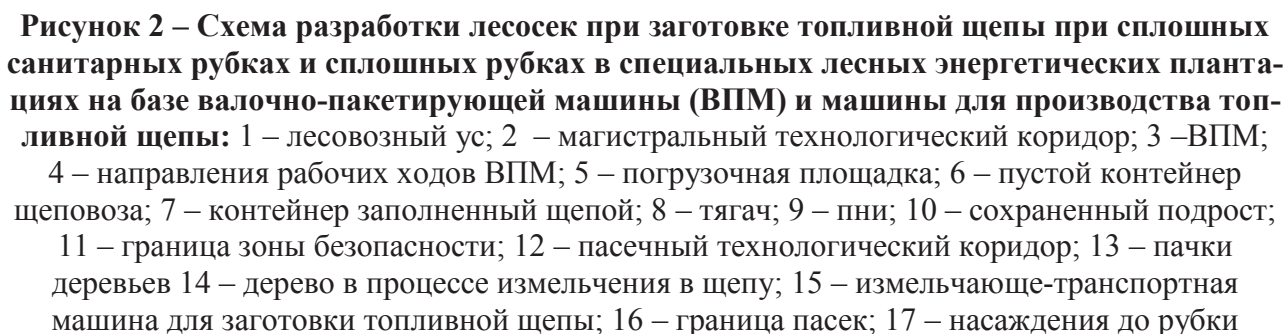 Рисунок 2 – Схема разработки лесосек при заготовке топливной щепы при сплошных
санитарных рубках и сплошных рубках в специальных лесных энергетических планта-
циях на базе валочно-пакетирующей машины (ВПМ) и машины для производства топ-
ливной щепы: 1 – лесовозный ус; 2 – магистральный технологический коридор; 3 –ВПМ;
4 – направления рабочих ходов ВПМ; 5 – погрузочная площадка; 6 – пустой контейнер
щеповоза; 7 – контейнер заполненный щепой; 8 – тягач; 9 – пни; 10 – сохраненный подрост;
11 – граница зоны безопасности; 12 – пасечный технологический коридор; 13 – пачки
деревьев 14 – дерево в процессе измельчения в щепу; 15 – измельчающе-транспортная
машина для заготовки топливной щепы; 16 – граница пасек; 17 – насаждения до рубки